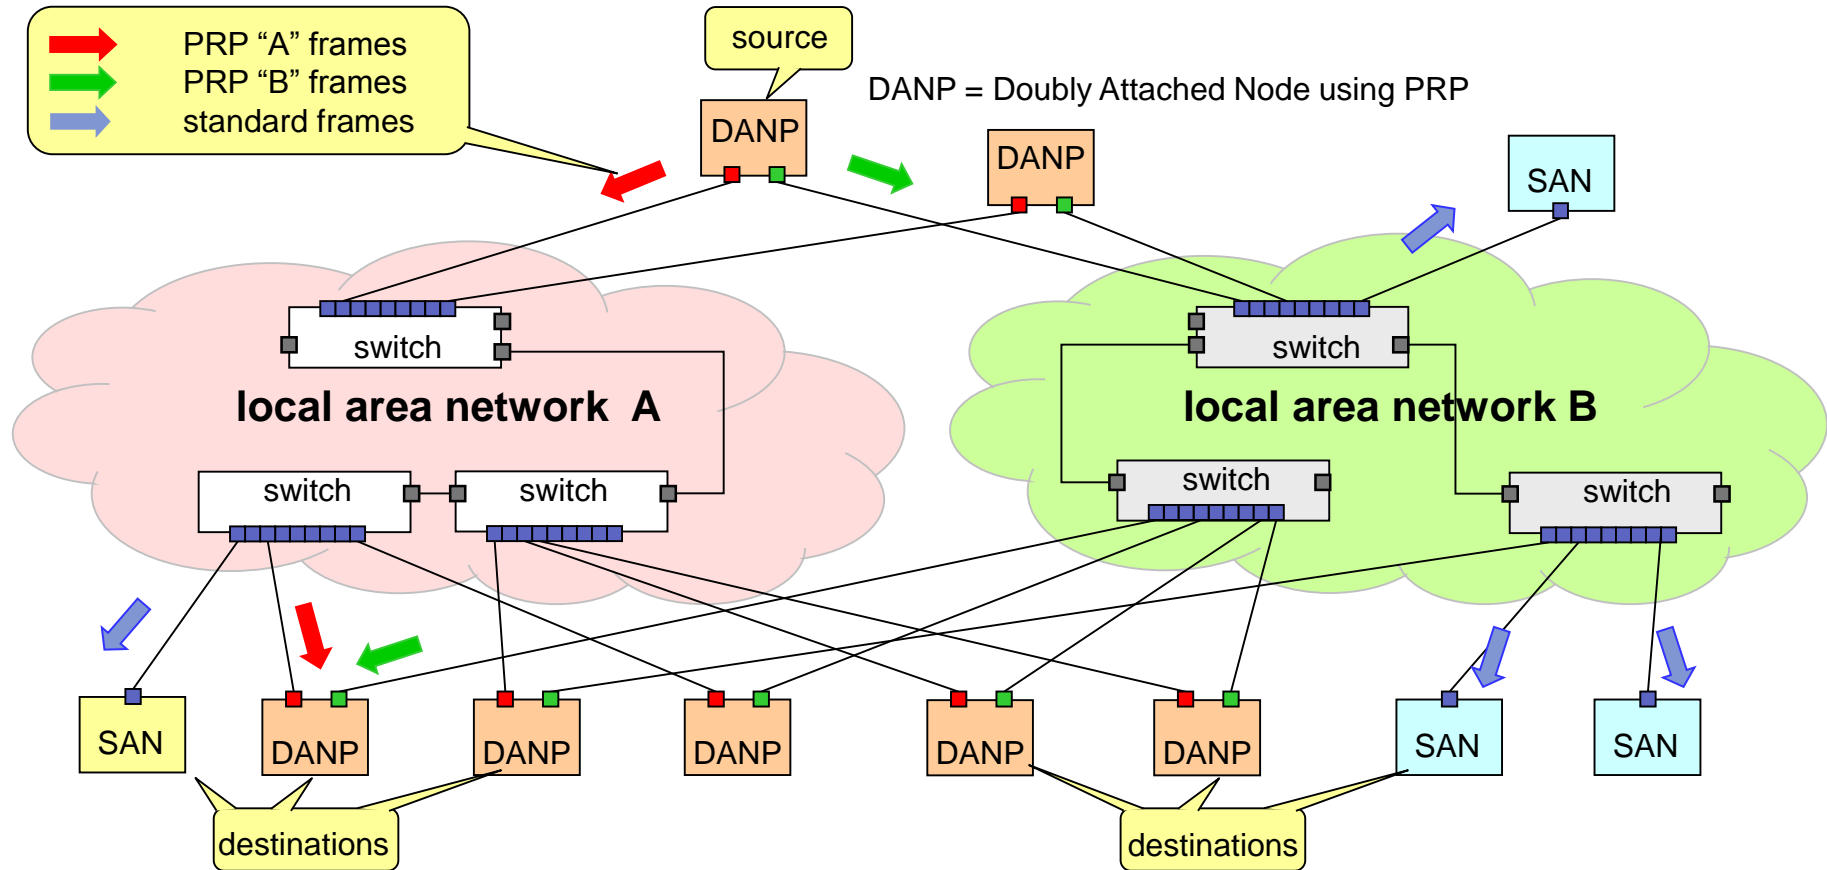 PRP “A” frames
PRP “B” frames
standard frames
source
DANP = Doubly Attached Node using PRP
DANP
DANP
SAN
switch
switch
local area network A
local area network B
switch
switch
switch
switch
SAN
DANP
DANP
DANP
DANP
DANP
SAN
SAN
destinations
destinations